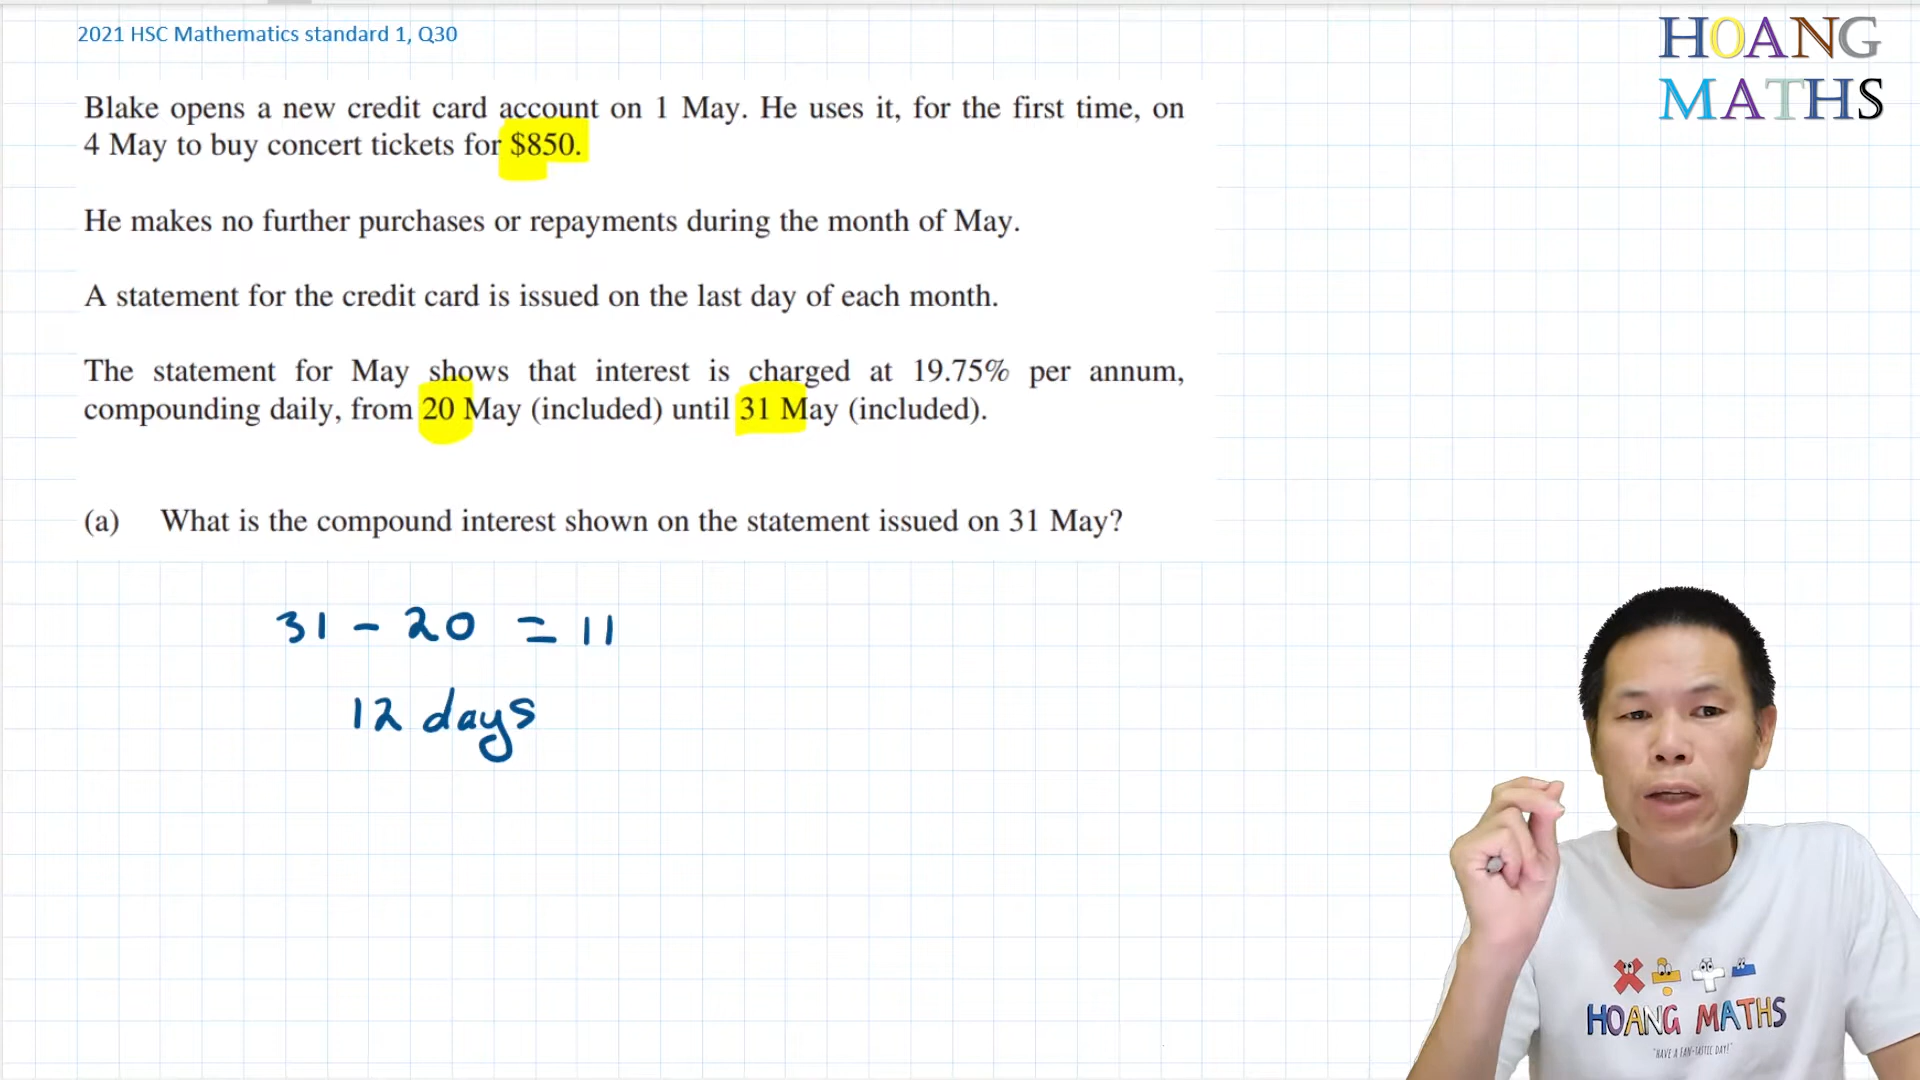 2021 HSC Mathematics standard 1, Q30
HOANG
MATHS
Blake opens a new credit card account on 1 May. He uses it, for the first time, on
4 May to buy concert tickets for $850.
He makes no further purchases or repayments during the month of May.
A statement for the credit card is issued on the last day of each month.
The statement for May shows that interest is charged at 19.75% per annum,
compounding daily, from 20 May (included) until 31 May (included).
(a) What is the compound interest shown on the statement issued on 31 May?
31 - 20 = 11
12 days
HOANG MATHS
"HAVE A FAN-TASTIC DAY!"